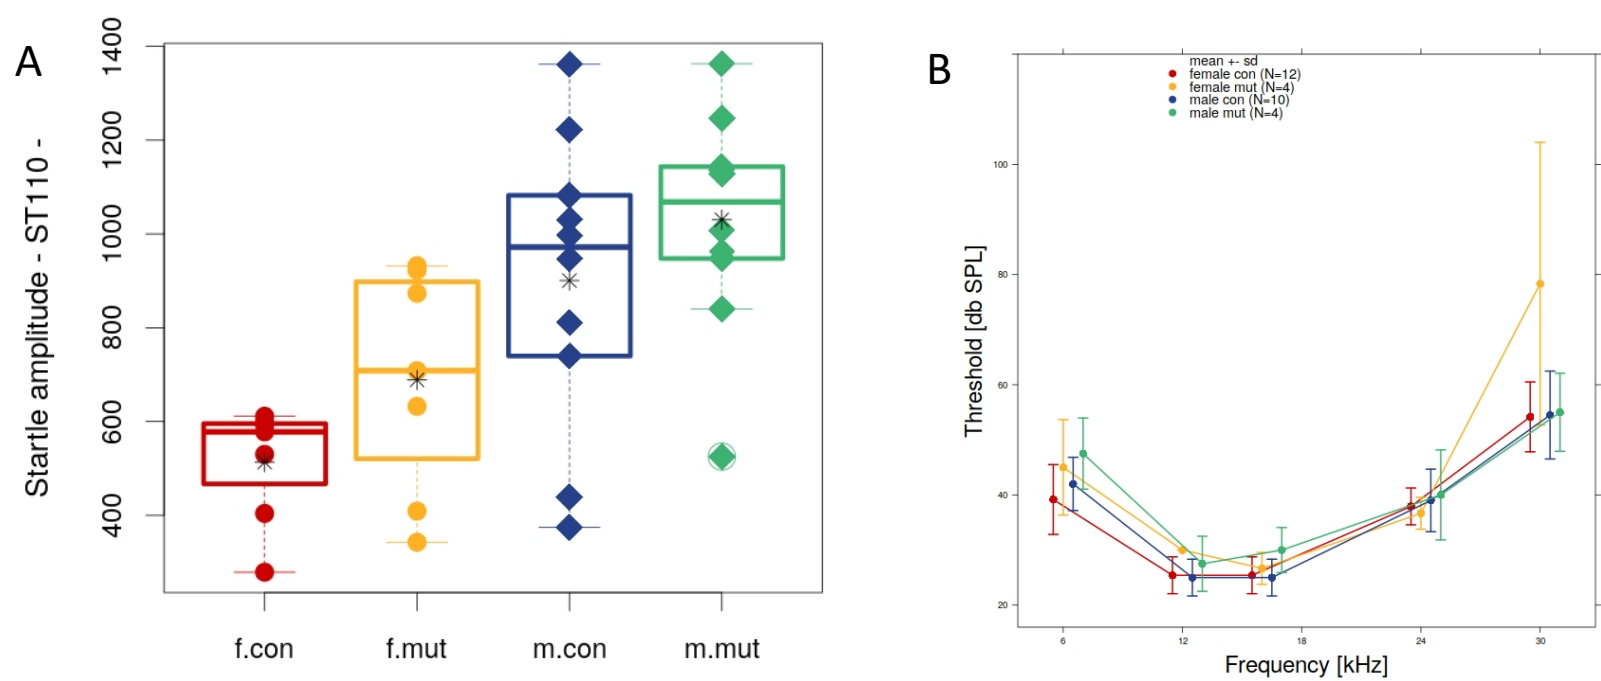 A
Startle amplitude - ST110 -
1400
1200
1000
800
600
400
f.con
f.mut
m.con
m.mut
B
mean +- sd
female con (N=12)
female mut (N=4)
male con (N=10)
male mut (N=4)
Threshold [db SPL]
100
80
60
40
20
6
12
18
24
30
Frequency [kHz]